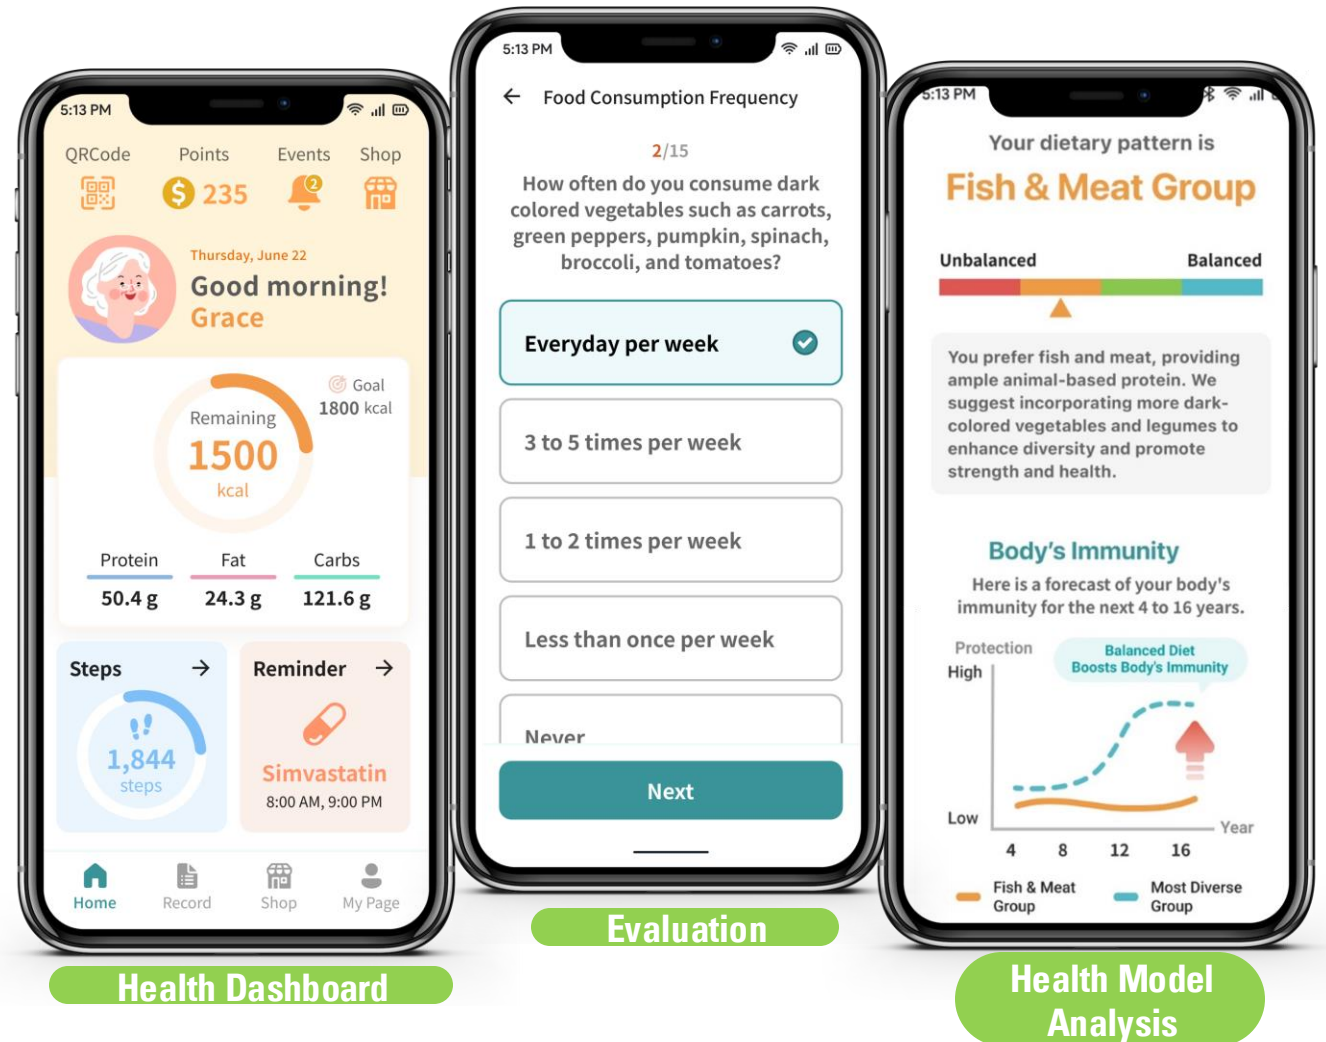 5:13 PM
QRCode Points Events Shop
$ 235 2
Thursday, June 22
Good morning!
Grace
Goal
1800 kcal
Remaining
1500
kcal
Protein Fat Carbs
50.4 g 24.3 g 121.6 g
Steps
1,844
steps
Reminder
Simvastatin
8:00 AM, 9:00 PM
Home Record Shop My Page
Health Dashboard
5:13 PM
Food Consumption Frequency
2/15
How often do you consume dark
colored vegetables such as carrots,
green peppers, pumpkin, spinach,
broccoli, and tomatoes?
Everyday per week
3 to 5 times per week
1 to 2 times per week
Less than once per week
Never
Next
Evaluation
5:13 PM
Your dietary pattern is
Fish & Meat Group
Unbalanced Balanced
You prefer fish and meat, providing
ample animal-based protein. We
suggest incorporating more dark-
colored vegetables and legumes to
enhance diversity and promote
strength and health.
Body's Immunity
Here is a forecast of your body's
immunity for the next 4 to 16 years.
Protection
High
Balanced Diet
Boosts Body's Immunity
Low
Year
4 8 12 16
Fish & Meat
Group
Most Diverse
Group
Health Model
Analysis